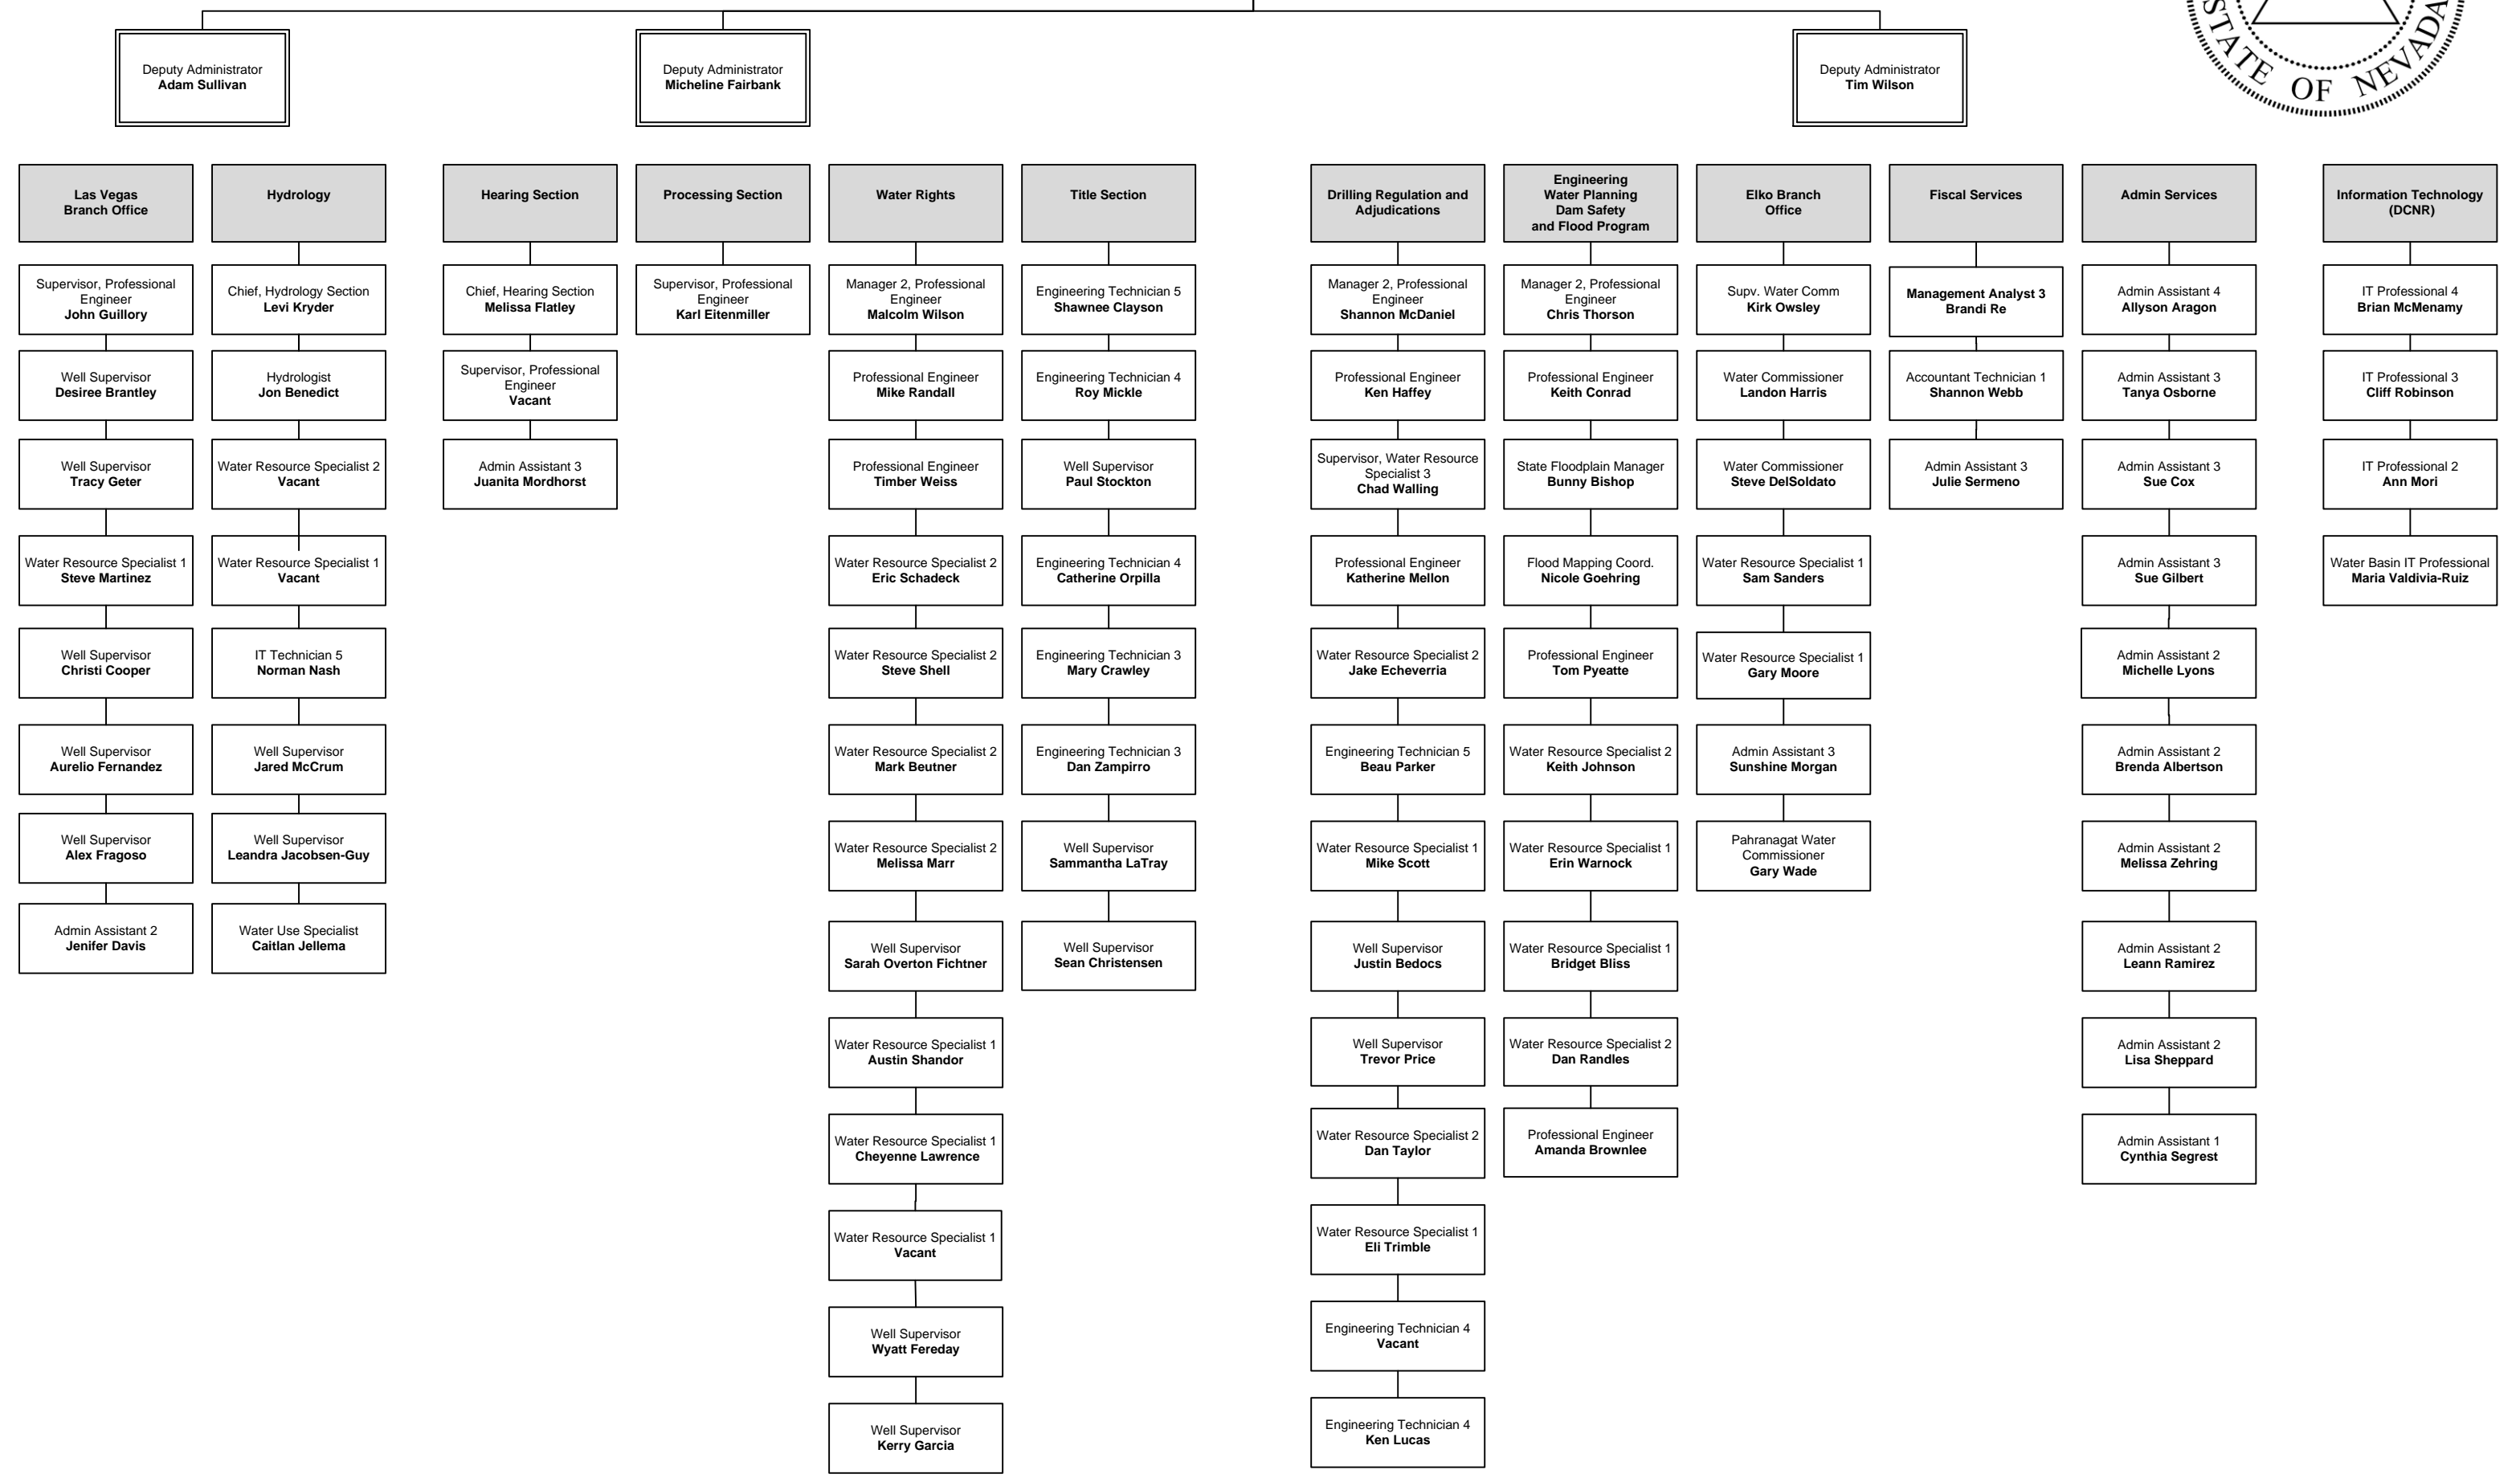 STATE OF NEVADA
Deputy Administrator
Adam Sullivan
Deputy Administrator
Micheline Fairbank
Deputy Administrator
Tim Wilson
Las Vegas
Branch Office
Supervisor, Professional
Engineer
John Guillory
Well Supervisor
Desiree Brantley
Well Supervisor
Tracy Geter
Water Resource Specialist 1
Steve Martinez
Well Supervisor
Christi Cooper
Well Supervisor
Aurelio Fernandez
Well Supervisor
Alex Fragoso
Admin Assistant 2
Jenifer Davis
Hydrology
Chief, Hydrology Section
Levi Kryder
Hydrologist
Jon Benedict
Water Resource Specialist 2
Vacant
Water Resource Specialist 1
Vacant
IT Technician 5
Norman Nash
Well Supervisor
Jared McCrum
Well Supervisor
Leandra Jacobsen-Guy
Water Use Specialist
Caitlan Jellema
Hearing Section
Chief, Hearing Section
Melissa Flatley
Supervisor, Professional
Engineer
Vacant
Admin Assistant 3
Juanita Mordhorst
Processing Section
Supervisor, Professional
Engineer
Karl Eitenmiller
Water Rights
Manager 2, Professional
Engineer
Malcolm Wilson
Professional Engineer
Mike Randall
Professional Engineer
Timber Weiss
Water Resource Specialist 2
Eric Schadeck
Water Resource Specialist 2
Steve Shell
Water Resource Specialist 2
Mark Beutner
Water Resource Specialist 2
Melissa Marr
Well Supervisor
Sarah Overton Fichtner
Water Resource Specialist 1
Austin Shandor
Water Resource Specialist 1
Cheyenne Lawrence
Water Resource Specialist 1
Vacant
Well Supervisor
Wyatt Fereday
Well Supervisor
Kerry Garcia
Title Section
Engineering Technician 5
Shawnee Clayson
Engineering Technician 4
Roy Mickle
Well Supervisor
Paul Stockton
Engineering Technician 4
Catherine Orpilla
Engineering Technician 3
Mary Crawley
Engineering Technician 3
Dan Zampirro
Well Supervisor
Sammantha LaTray
Well Supervisor
Sean Christensen
Drilling Regulation and
Adjudications
Manager 2, Professional
Engineer
Shannon McDaniel
Professional Engineer
Ken Haffey
Supervisor, Water Resource
Specialist 3
Chad Walling
Professional Engineer
Katherine Mellon
Water Resource Specialist 2
Jake Echeverria
Engineering Technician 5
Beau Parker
Water Resource Specialist 1
Mike Scott
Well Supervisor
Justin Bedocs
Well Supervisor
Trevor Price
Water Resource Specialist 2
Dan Taylor
Water Resource Specialist 1
Eli Trimble
Engineering Technician 4
Vacant
Engineering Technician 4
Ken Lucas
Engineering
Water Planning
Dam Safety
and Flood Program
Manager 2, Professional
Engineer
Chris Thorson
Professional Engineer
Keith Conrad
State Floodplain Manager
Bunny Bishop
Flood Mapping Coord.
Nicole Goehring
Professional Engineer
Tom Pyeatte
Water Resource Specialist 2
Keith Johnson
Water Resource Specialist 1
Erin Warnock
Water Resource Specialist 1
Bridget Bliss
Water Resource Specialist 2
Dan Randles
Professional Engineer
Amanda Brownlee
Elko Branch
Office
Supv. Water Comm
Kirk Owsley
Water Commissioner
Landon Harris
Water Commissioner
Steve DelSoldato
Water Resource Specialist 1
Sam Sanders
Water Resource Specialist 1
Gary Moore
Admin Assistant 3
Sunshine Morgan
Pahranagat Water
Commissioner
Gary Wade
Fiscal Services
Management Analyst 3
Brandi Re
Accountant Technician 1
Shannon Webb
Admin Assistant 3
Julie Sermeno
Admin Services
Admin Assistant 4
Allyson Aragon
Admin Assistant 3
Tanya Osborne
Admin Assistant 3
Sue Cox
Admin Assistant 3
Sue Gilbert
Admin Assistant 2
Michelle Lyons
Admin Assistant 2
Brenda Albertson
Admin Assistant 2
Melissa Zehring
Admin Assistant 2
Leann Ramirez
Admin Assistant 2
Lisa Sheppard
Admin Assistant 1
Cynthia Segrest
Information Technology
(DCNR)
IT Professional 4
Brian McMenamy
IT Professional 3
Cliff Robinson
IT Professional 2
Ann Mori
Water Basin IT Professional
Maria Valdivia-Ruiz